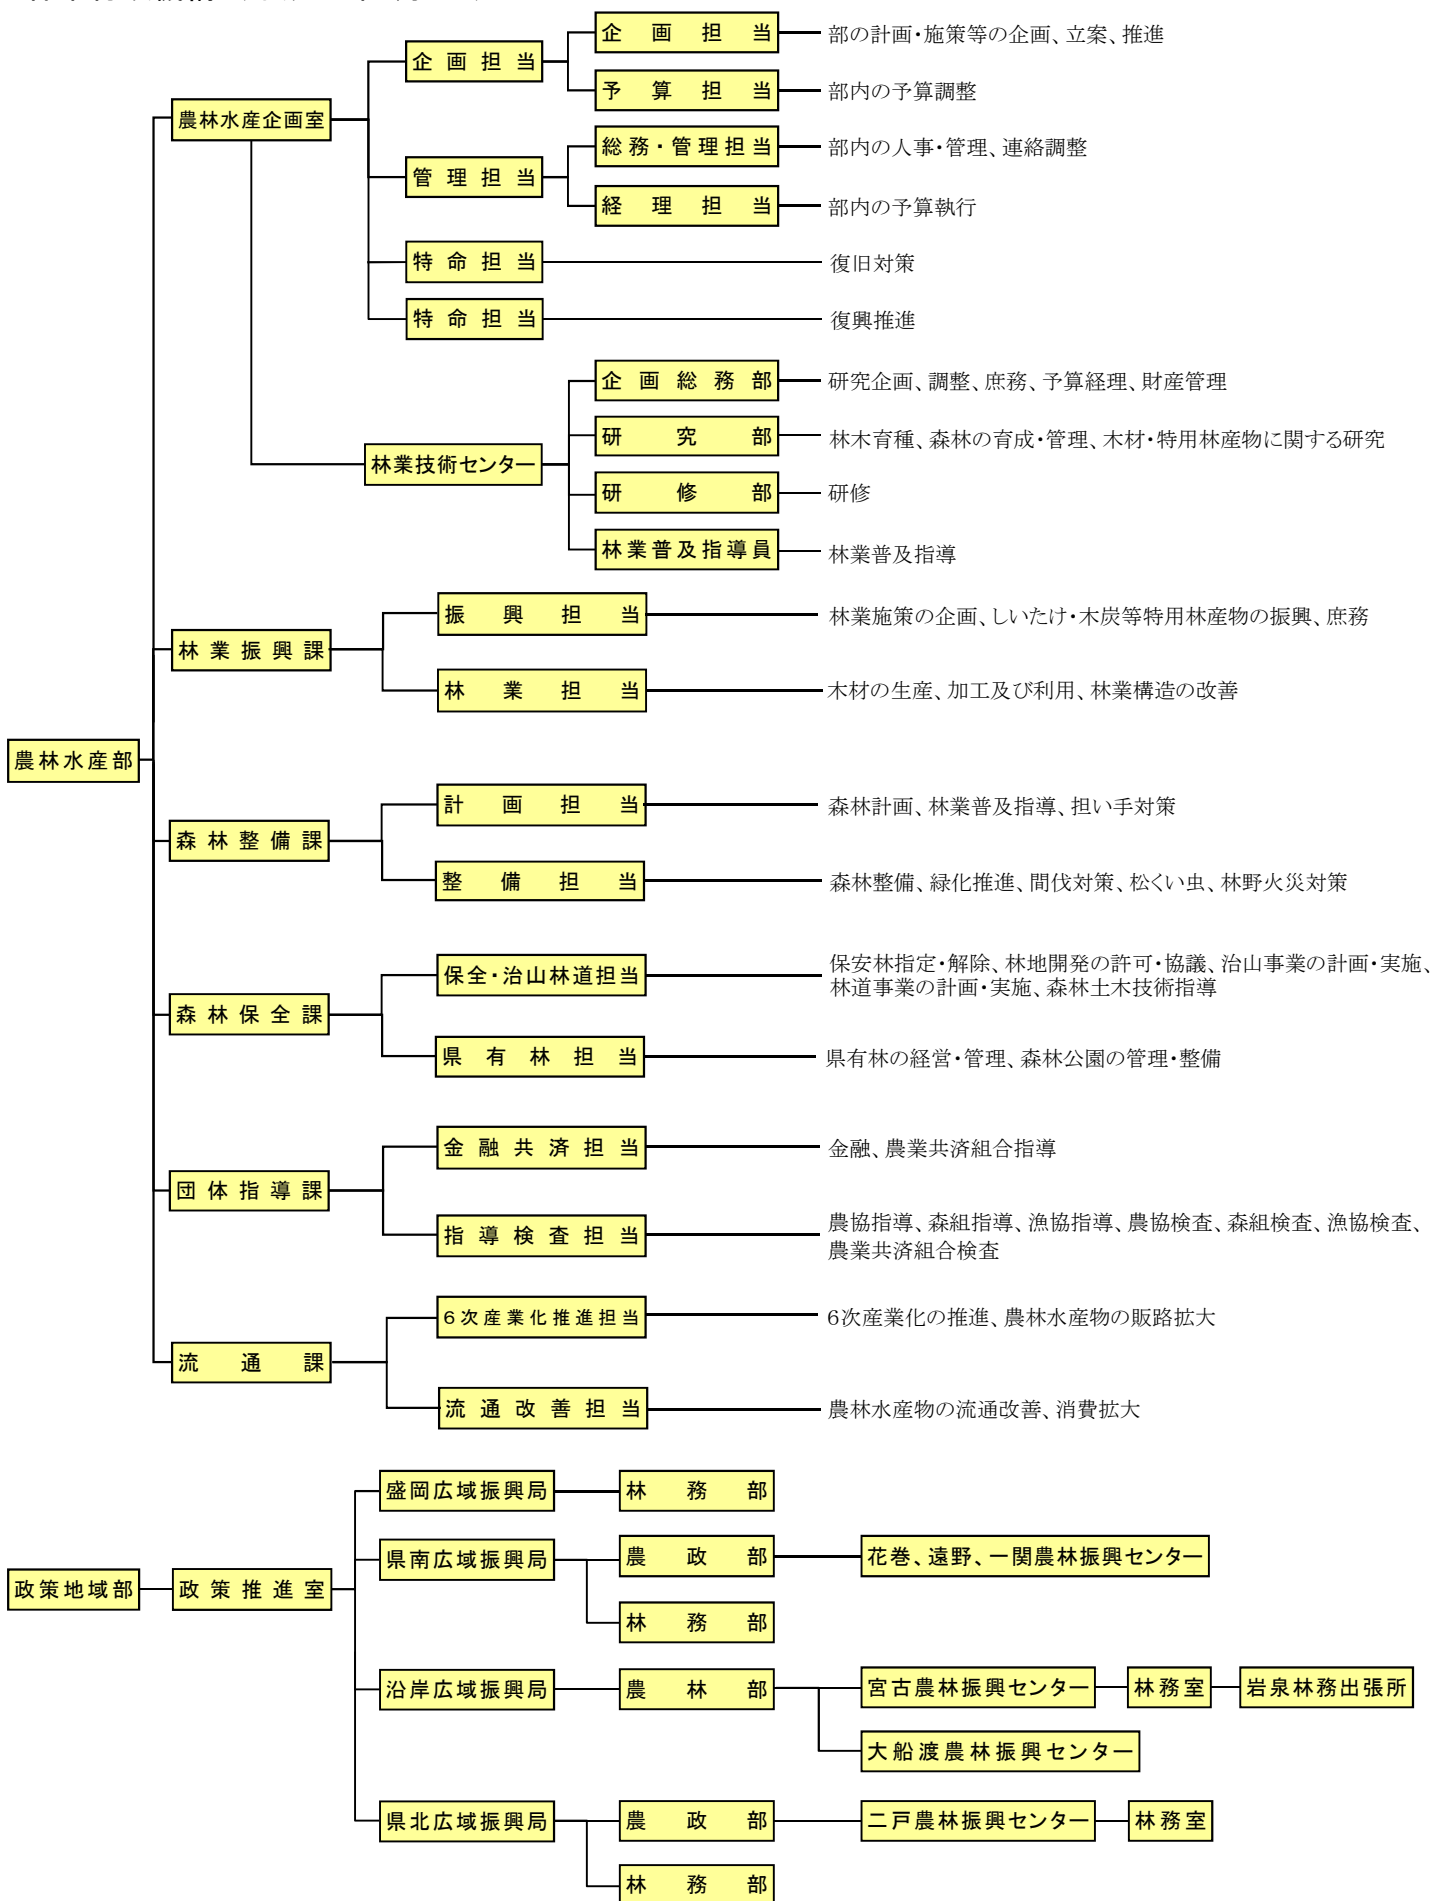 企画担当
企画担当
部の計画・施策等の企画、立案、推進
予算担当
部内の予算調整
農林水産企画室
総務・管理担当
部内の人事・管理、連絡調整
管理担当
経理担当
部内の予算執行
特命担当
復旧対策
特命担当
復興推進
企画総務部
研究企画、調整、庶務、予算経理、財産管理
研究部
林木育種、森林の育成・管理、木材・特用林産物に関する研究
林業技術センター
研修部
研修
林業普及指導員
林業普及指導
振興担当
林業施策の企画、しいたけ・木炭等特用林産物の振興、庶務
林業振興課
林業担当
木材の生産、加工及び利用、林業構造の改善
農林水産部
計画担当
森林計画、林業普及指導、担い手対策
森林整備課
整備担当
森林整備、緑化推進、間伐対策、松くい虫、林野火災対策
保全・治山林道担当
保安林指定・解除、林地開発の許可・協議、治山事業の計画・実施、
林道事業の計画・実施、森林土木技術指導
森林保全課
県有林担当
県有林の経営・管理、森林公園の管理・整備
金融共済担当
金融、農業共済組合指導
団体指導課
指導検査担当
農協指導、森組指導、漁協指導、農協検査、森組検査、漁協検査、
農業共済組合検査
6次産業化推進担当
6次産業化の推進、農林水産物の販路拡大
流通課
流通改善担当
農林水産物の流通改善、消費拡大
盛岡広域振興局
林務部
県南広域振興局
農政部
花巻、遠野、一関農林振興センター
政策地域部
政策推進室
林務部
沿岸広域振興局
農林部
宮古農林振興センター
林務室
岩泉林務出張所
大船渡農林振興センター
県北広域振興局
農政部
二戸農林振興センター
林務室
林務部